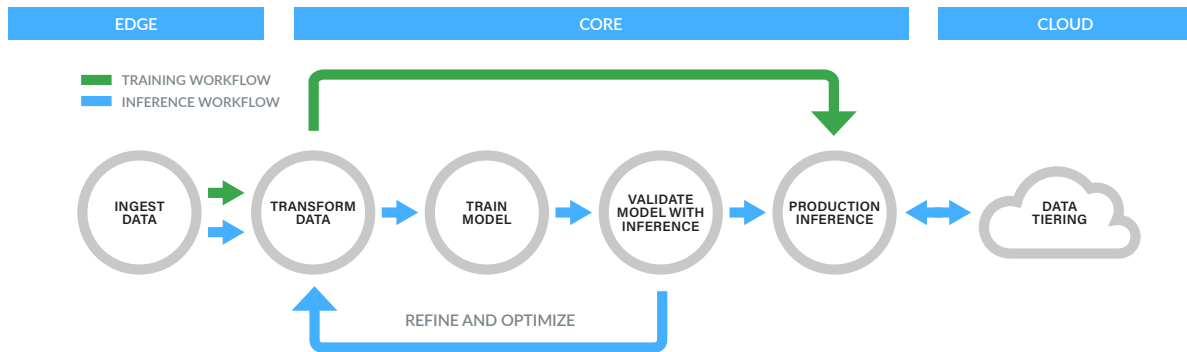 EDGE
CORE
CLOUD
TRAINING WORKFLOW
INFERENCE WORKFLOW
INGEST
DATA
TRANSFORM
DATA
TRAIN
MODEL
VALIDATE
MODEL WITH
INFERENCE
PRODUCTION
INFERENCE
DATA
TIERING
REFINE AND OPTIMIZE